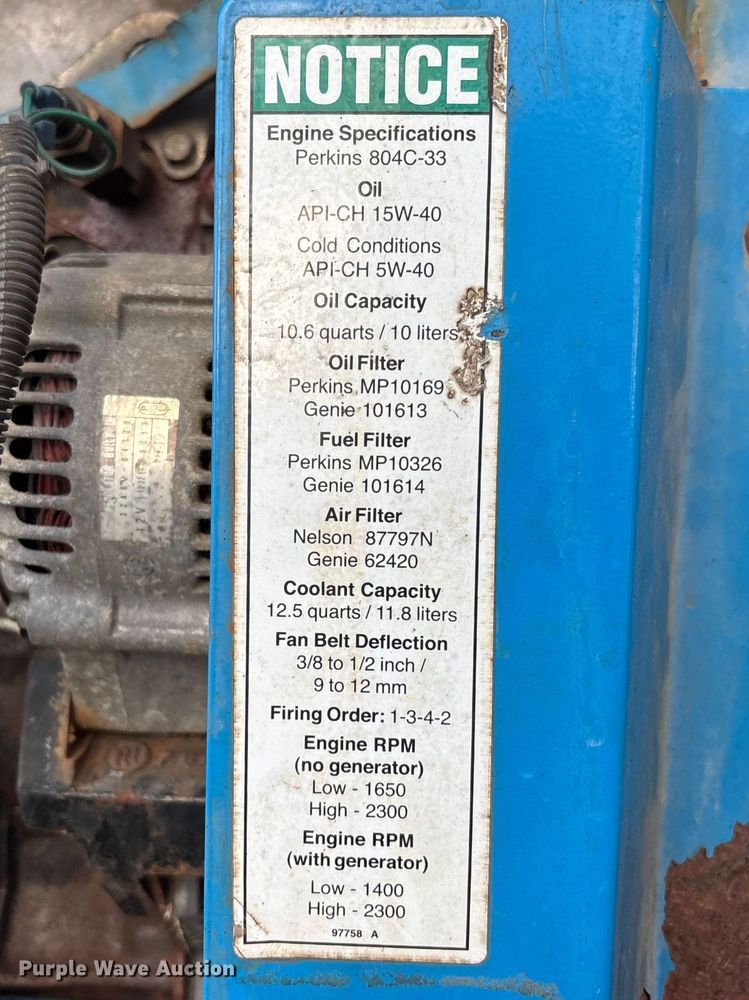 NOTICE
Engine Specifications
Perkins 804C-33
Oil
API-CH 15W-40
Cold Conditions
API-CH 5W-40
Oil Capacity
10.6 quarts / 10 liters
Oil Filter
Perkins MP10169
Genie 101613
Fuel Filter
Perkins MP10326
Genie 101614
Air Filter
Nelson 87797N
Genie 62420
Coolant Capacity
12.5 quarts / 11.8 liters
Fan Belt Deflection
3/8 to 1/2 inch /
9 to 12 mm
Firing Order: 1-3-4-2
Engine RPM
(no generator)
Low - 1650
High - 2300
Engine RPM
(with generator)
Low - 1400
High - 2300
97758 A
12V
Purple Wave Auction